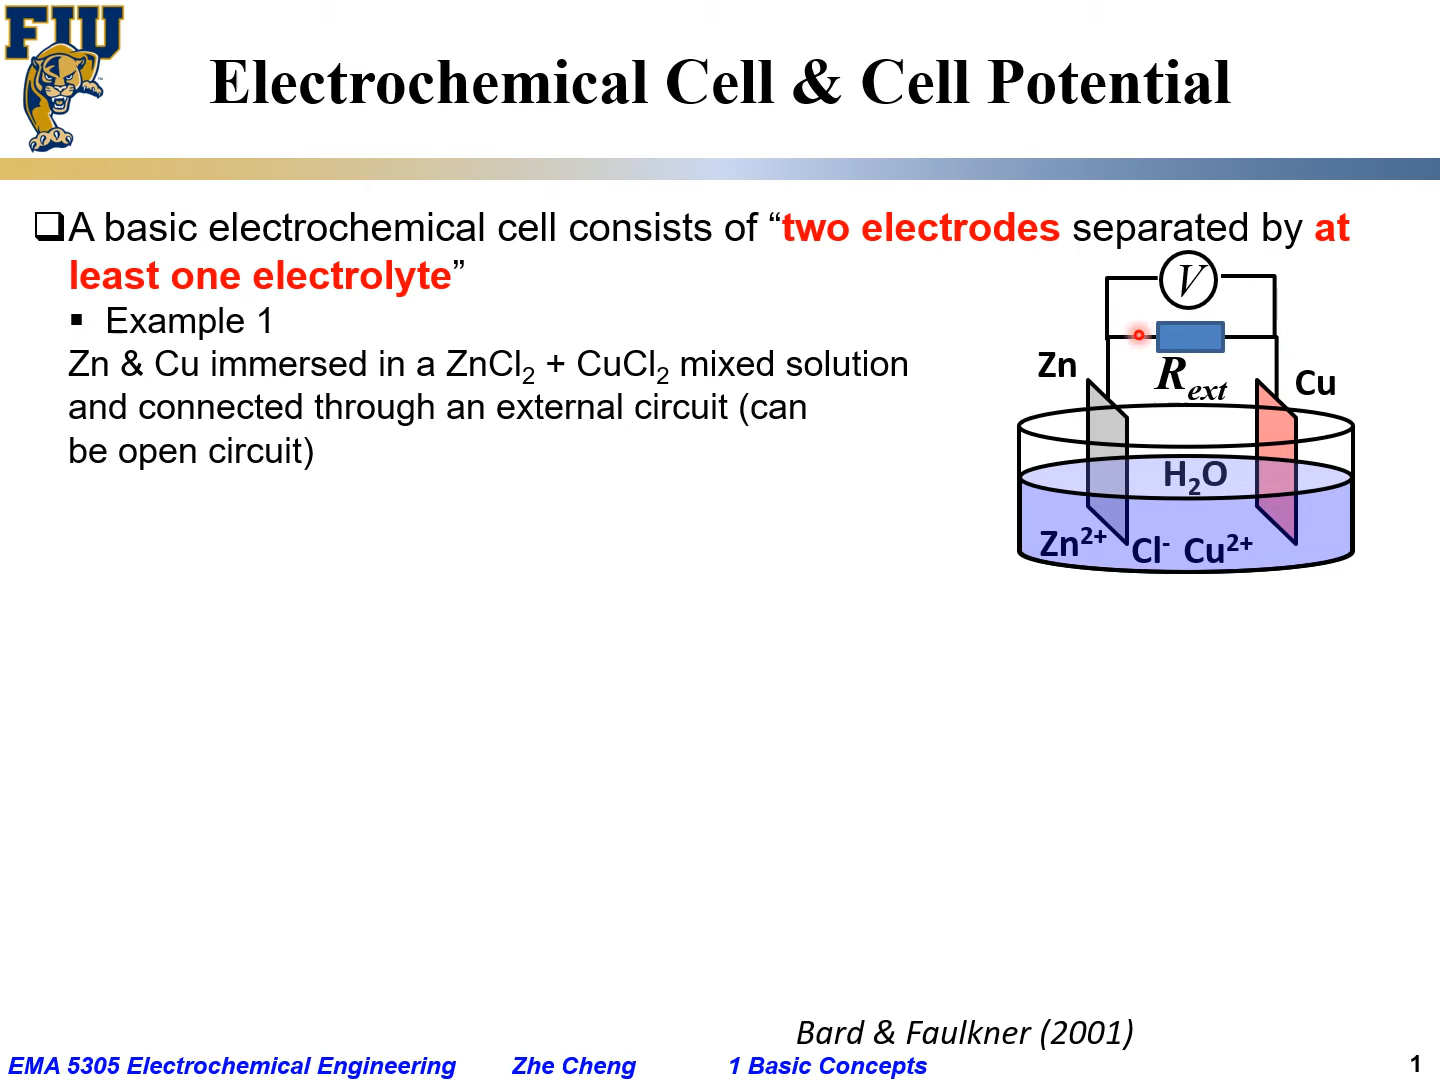 FIU
Electrochemical Cell & Cell Potential
A basic electrochemical cell consists of “two electrodes separated by at
least one electrolyte”
Example 1
Zn & Cu immersed in a ZnCl₂ + CuCl₂ mixed solution
and connected through an external circuit (can
be open circuit)
V
Zn
R_ext
Cu
H₂O
Zn²⁺ Cl⁻ Cu²⁺
Bard & Faulkner (2001)
EMA 5305 Electrochemical Engineering Zhe Cheng 1 Basic Concepts 1